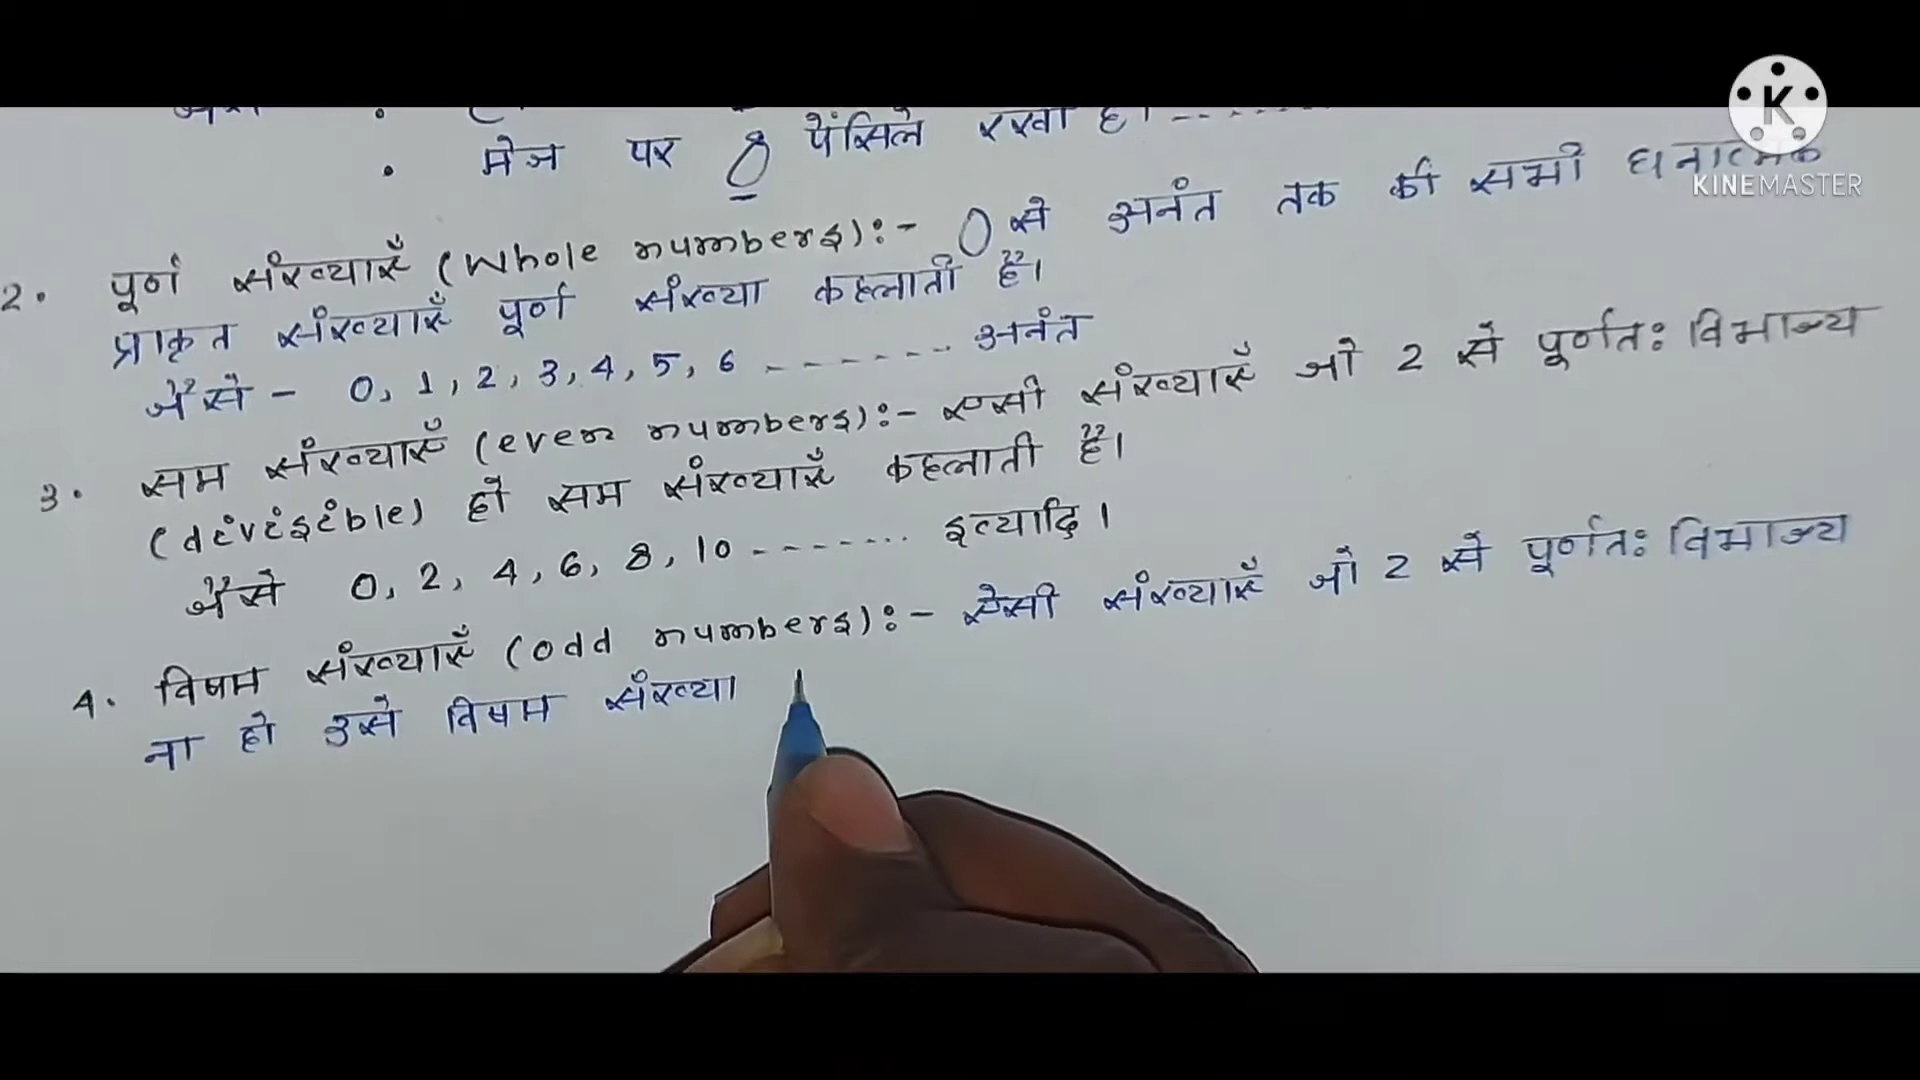 • मेज पर 8 पेंसिले रखा है। -----
2. पूर्ण संख्याएँ (Whole numbers):- 0 से अनंत तक की सभी धनात्मक
प्राकृत संख्याएँ पूर्ण संख्या कहलाती हैं।
जैसे - 0, 1, 2, 3, 4, 5, 6 ------- अनंत
3. सम संख्याएँ (even numbers):- एसी संख्याएँ जो 2 से पूर्णतः विभाज्य
(divisible) हो सम संख्याएँ कहलाती हैं।
जैसे 0, 2, 4, 6, 8, 10 ------- इत्यादि।
4. विषम संख्याएँ (odd numbers):- ऐसी संख्याएँ जो 2 से पूर्णतः विभाज्य
ना हो उसे विषम संख्या
K
KINEMASTER